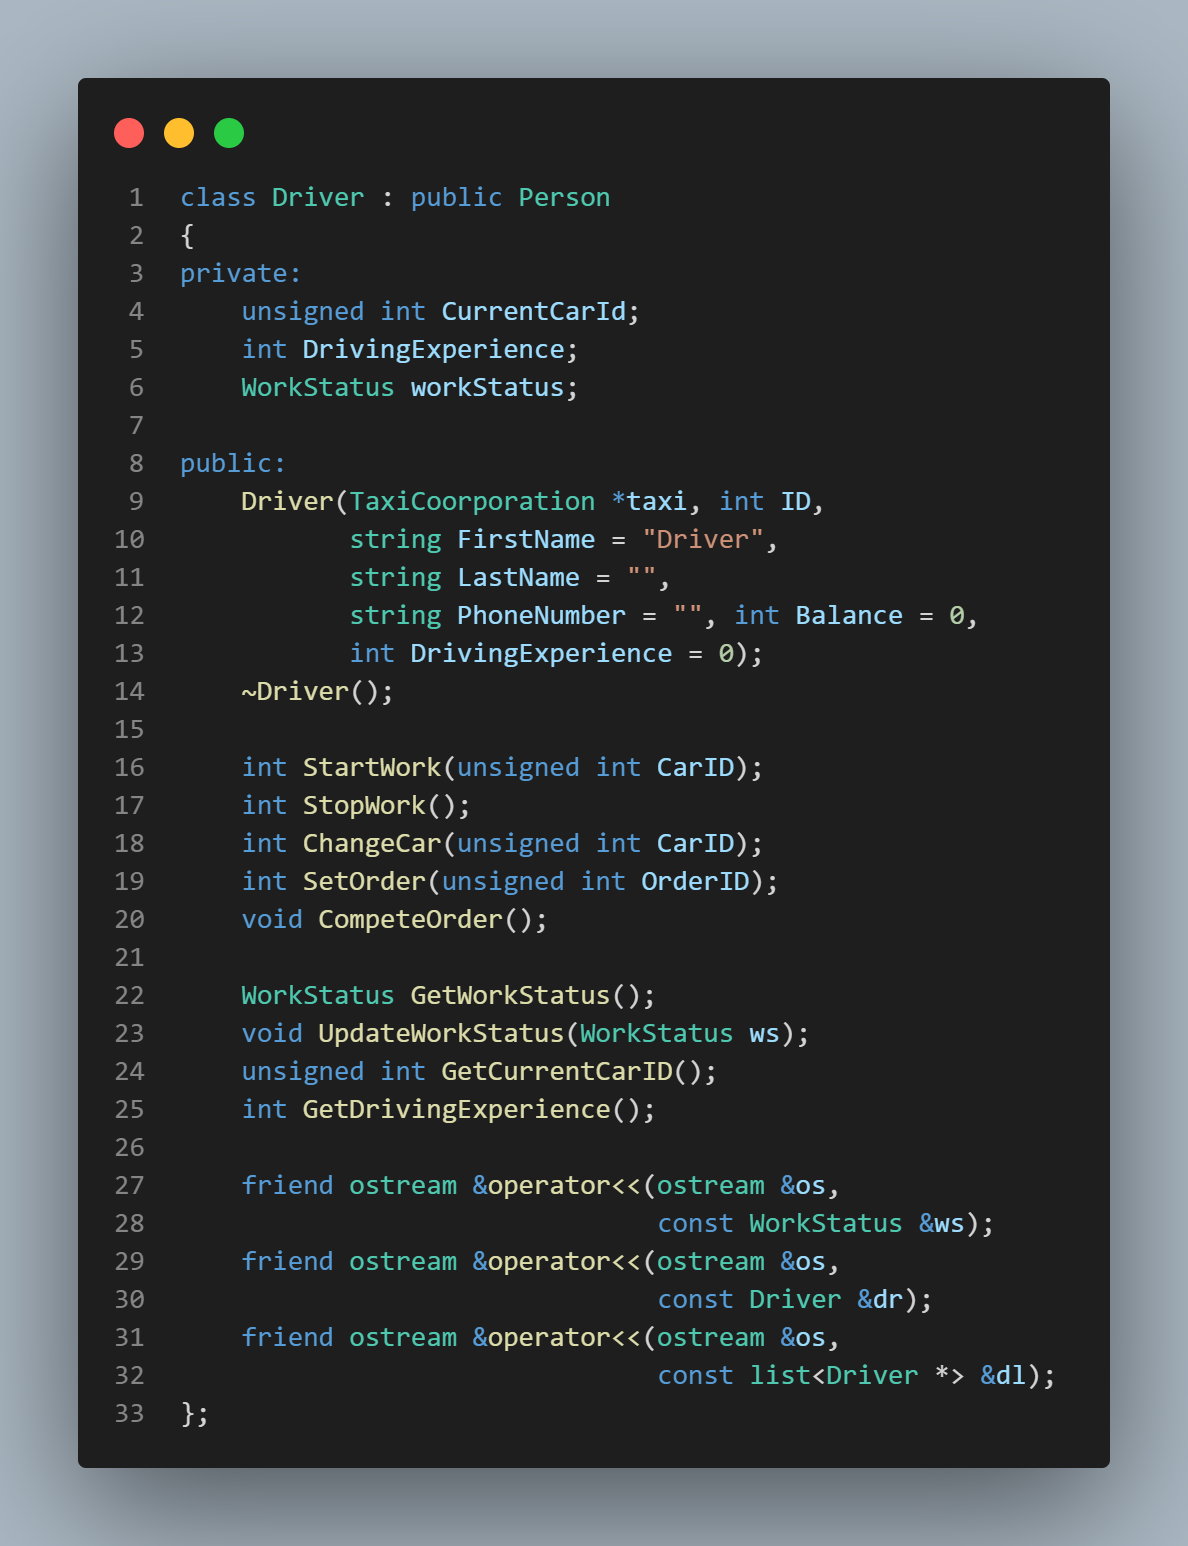 1 class Driver : public Person
2 {
3 private:
4     unsigned int CurrentCarId;
5     int DrivingExperience;
6     WorkStatus workStatus;
7
8 public:
9     Driver(TaxiCoorporation *taxi, int ID,
10            string FirstName = "Driver",
11            string LastName = "",
12            string PhoneNumber = "", int Balance = 0,
13            int DrivingExperience = 0);
14     ~Driver();
15
16     int StartWork(unsigned int CarID);
17     int StopWork();
18     int ChangeCar(unsigned int CarID);
19     int SetOrder(unsigned int OrderID);
20     void CompeteOrder();
21
22     WorkStatus GetWorkStatus();
23     void UpdateWorkStatus(WorkStatus ws);
24     unsigned int GetCurrentCarID();
25     int GetDrivingExperience();
26
27     friend ostream &operator<<(ostream &os,
28                                const WorkStatus &ws);
29     friend ostream &operator<<(ostream &os,
30                                const Driver &dr);
31     friend ostream &operator<<(ostream &os,
32                                const list<Driver *> &dl);
33 };